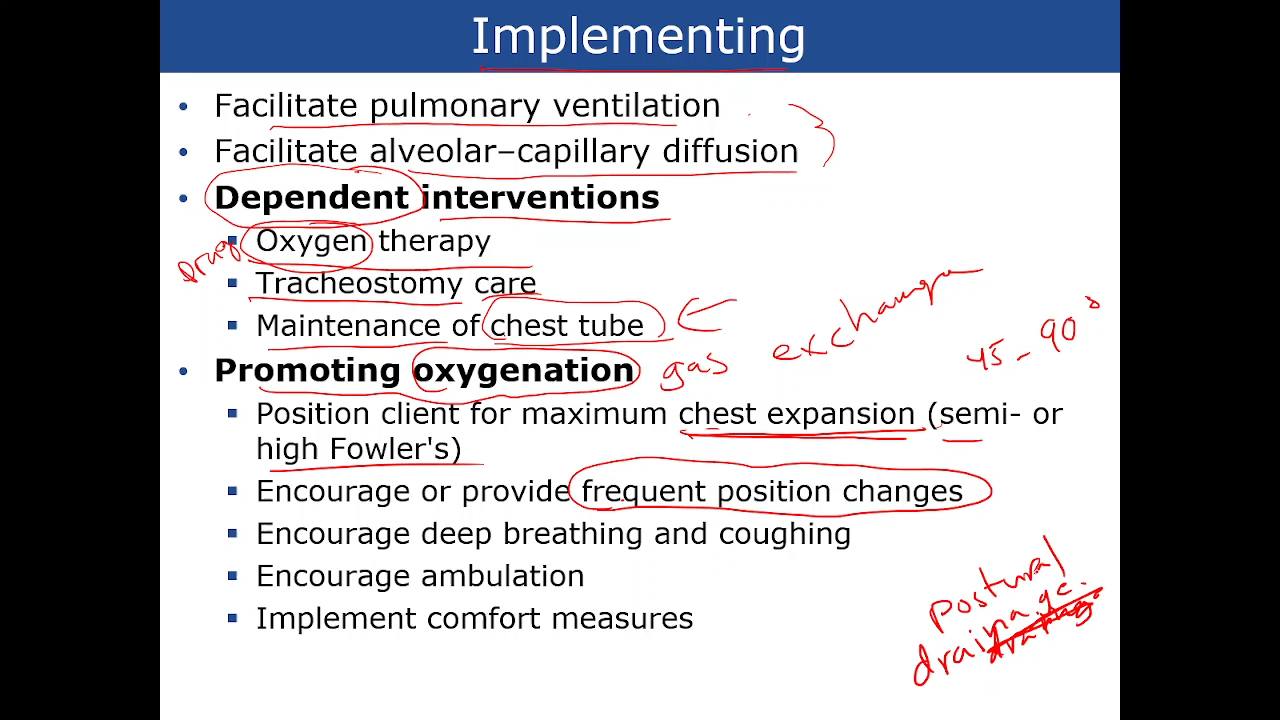 Implementing
• Facilitate pulmonary ventilation
• Facilitate alveolar–capillary diffusion
• Dependent interventions
Drug
▪ Oxygen therapy
▪ Tracheostomy care
▪ Maintenance of chest tube
• Promoting oxygenation gas exchange
45 - 90°
▪ Position client for maximum chest expansion (semi- or
high Fowler's)
▪ Encourage or provide frequent position changes
▪ Encourage deep breathing and coughing
▪ Encourage ambulation
▪ Implement comfort measures
postural
drainage